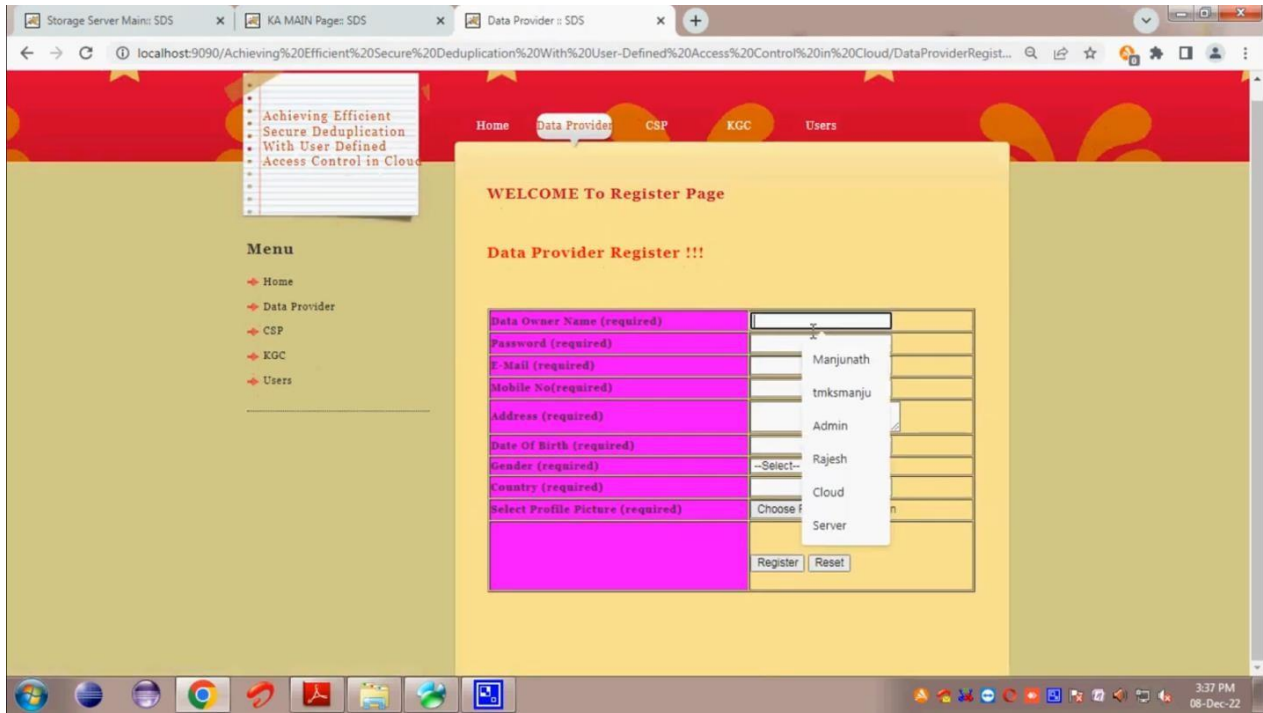 Storage Server Main:: SDS
KA MAIN Page:: SDS
Data Provider :: SDS
localhost:9090/Achieving%20Efficient%20Secure%20Deduplication%20With%20User-Defined%20Access%20Control%20in%20Cloud/DataProviderRegist...
Achieving Efficient
Secure Deduplication
With User Defined
Access Control in Cloud
Home Data Provider CSP KGC Users
WELCOME To Register Page
Data Provider Register !!!
Menu
Home
Data Provider
CSP
KGC
Users
Data Owner Name (required)
Password (required)
E-Mail (required)
Mobile No(required)
Address (required)
Date Of Birth (required)
Gender (required) --Select--
Country (required)
Select Profile Picture (required) Choose
Manjunath
tmksmanju
Admin
Rajesh
Cloud
Server
Register Reset
3:37 PM
08-Dec-22